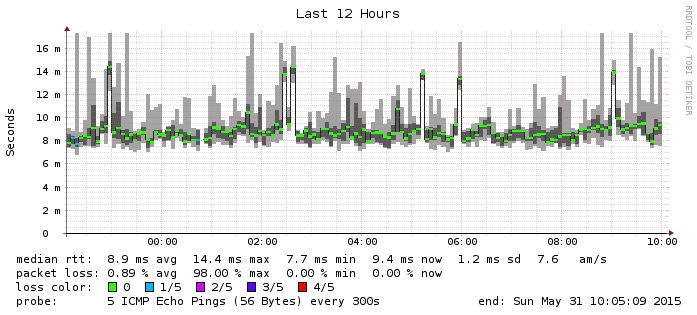 Last 12 Hours
RRDTOOL / TOBI OETIKER
Seconds
16 m
14 m
12 m
10 m
8 m
6 m
4 m
2 m
0
00:00 02:00 04:00 06:00 08:00 10:00
median rtt: 8.9 ms avg 14.4 ms max 7.7 ms min 9.4 ms now 1.2 ms sd 7.6 am/s
packet loss: 0.89 % avg 98.00 % max 0.00 % min 0.00 % now
loss color: 0 1/5 2/5 3/5 4/5
probe: 5 ICMP Echo Pings (56 Bytes) every 300s end: Sun May 31 10:05:09 2015